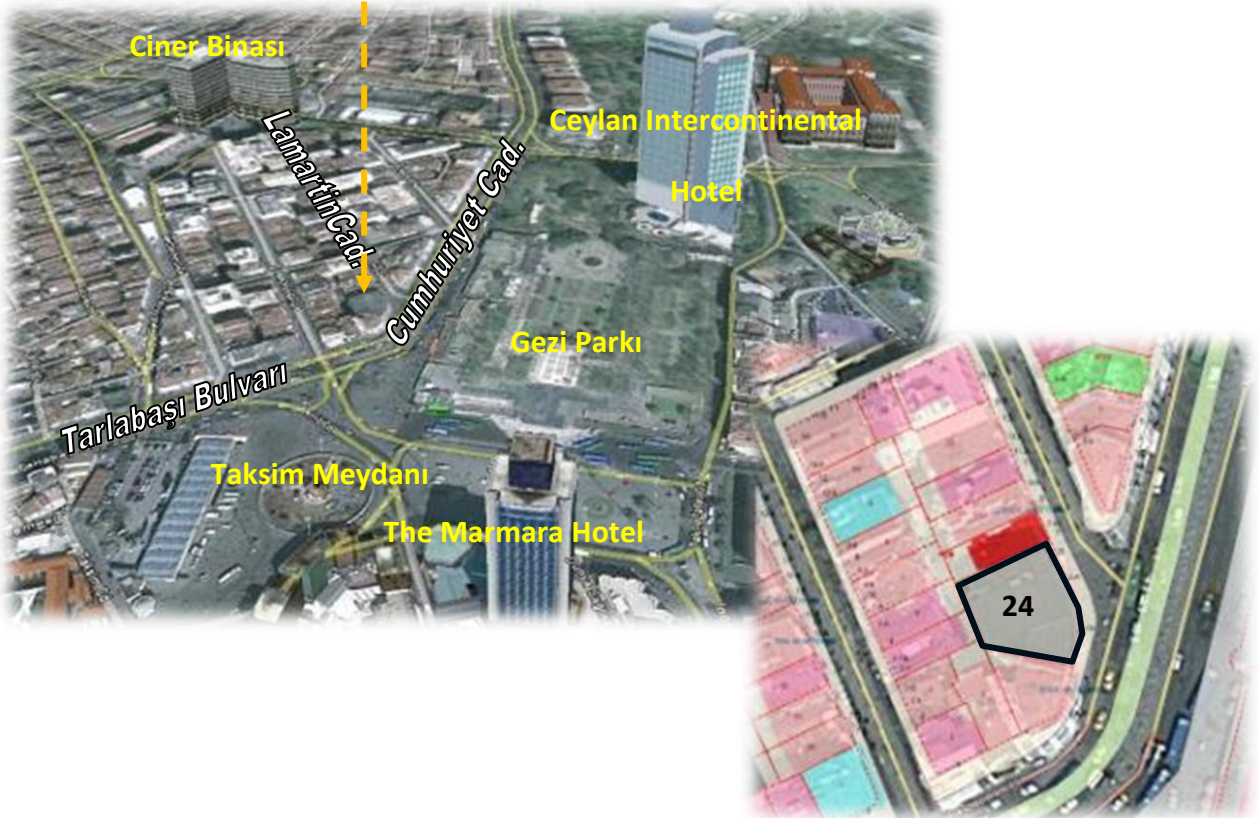 Ciner Binası
LamartinCad.
Cumhuriyet Cad.
Ceylan Intercontinental
Hotel
Gezi Parkı
Tarlabaşı Bulvarı
Taksim Meydanı
The Marmara Hotel
24